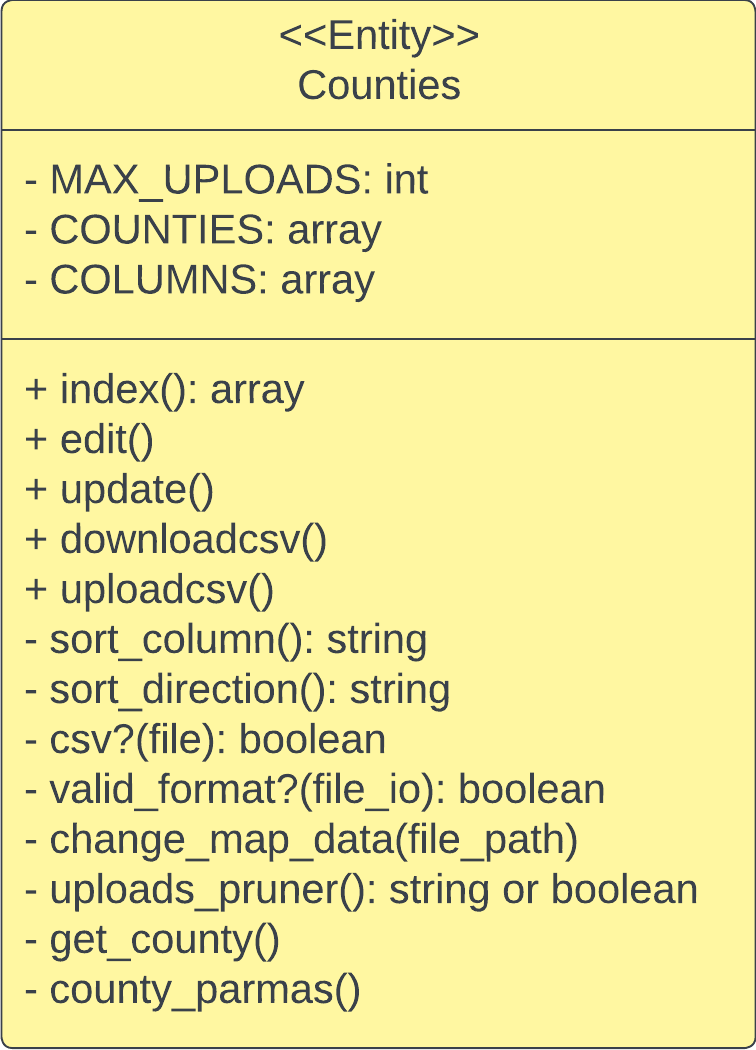 <<Entity>>
Counties
- MAX_UPLOADS: int
- COUNTIES: array
- COLUMNS: array
+ index(): array
+ edit()
+ update()
+ downloadcsv()
+ uploadcsv()
- sort_column(): string
- sort_direction(): string
- csv?(file): boolean
- valid_format?(file_io): boolean
- change_map_data(file_path)
- uploads_pruner(): string or boolean
- get_county()
- county_parmas()